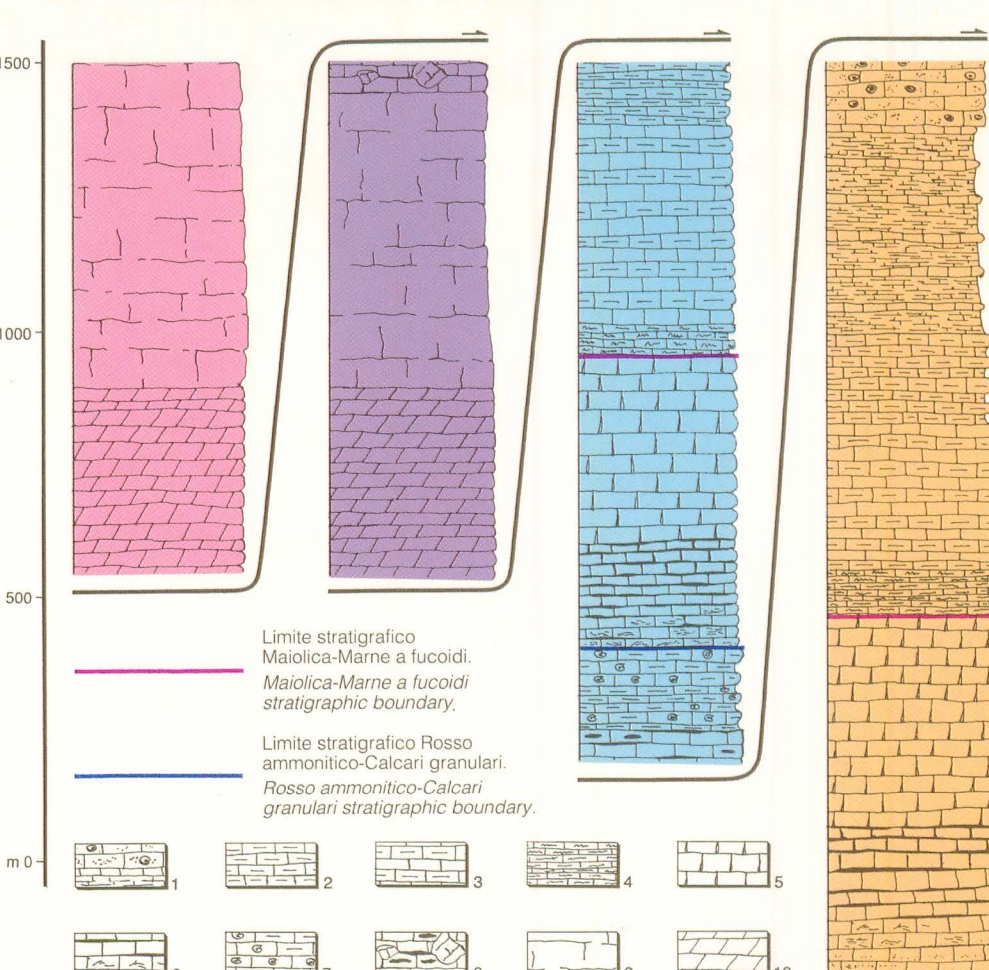 1500
1000
500
Limite stratigrafico
Maiolica-Marne a fucoidi.
Maiolica-Marne a fucoidi
stratigraphic boundary.
Limite stratigrafico Rosso
ammonitico-Calcari granulari.
Rosso ammonitico-Calcari
granulari stratigraphic boundary.
m 0
1
2
3
4
5